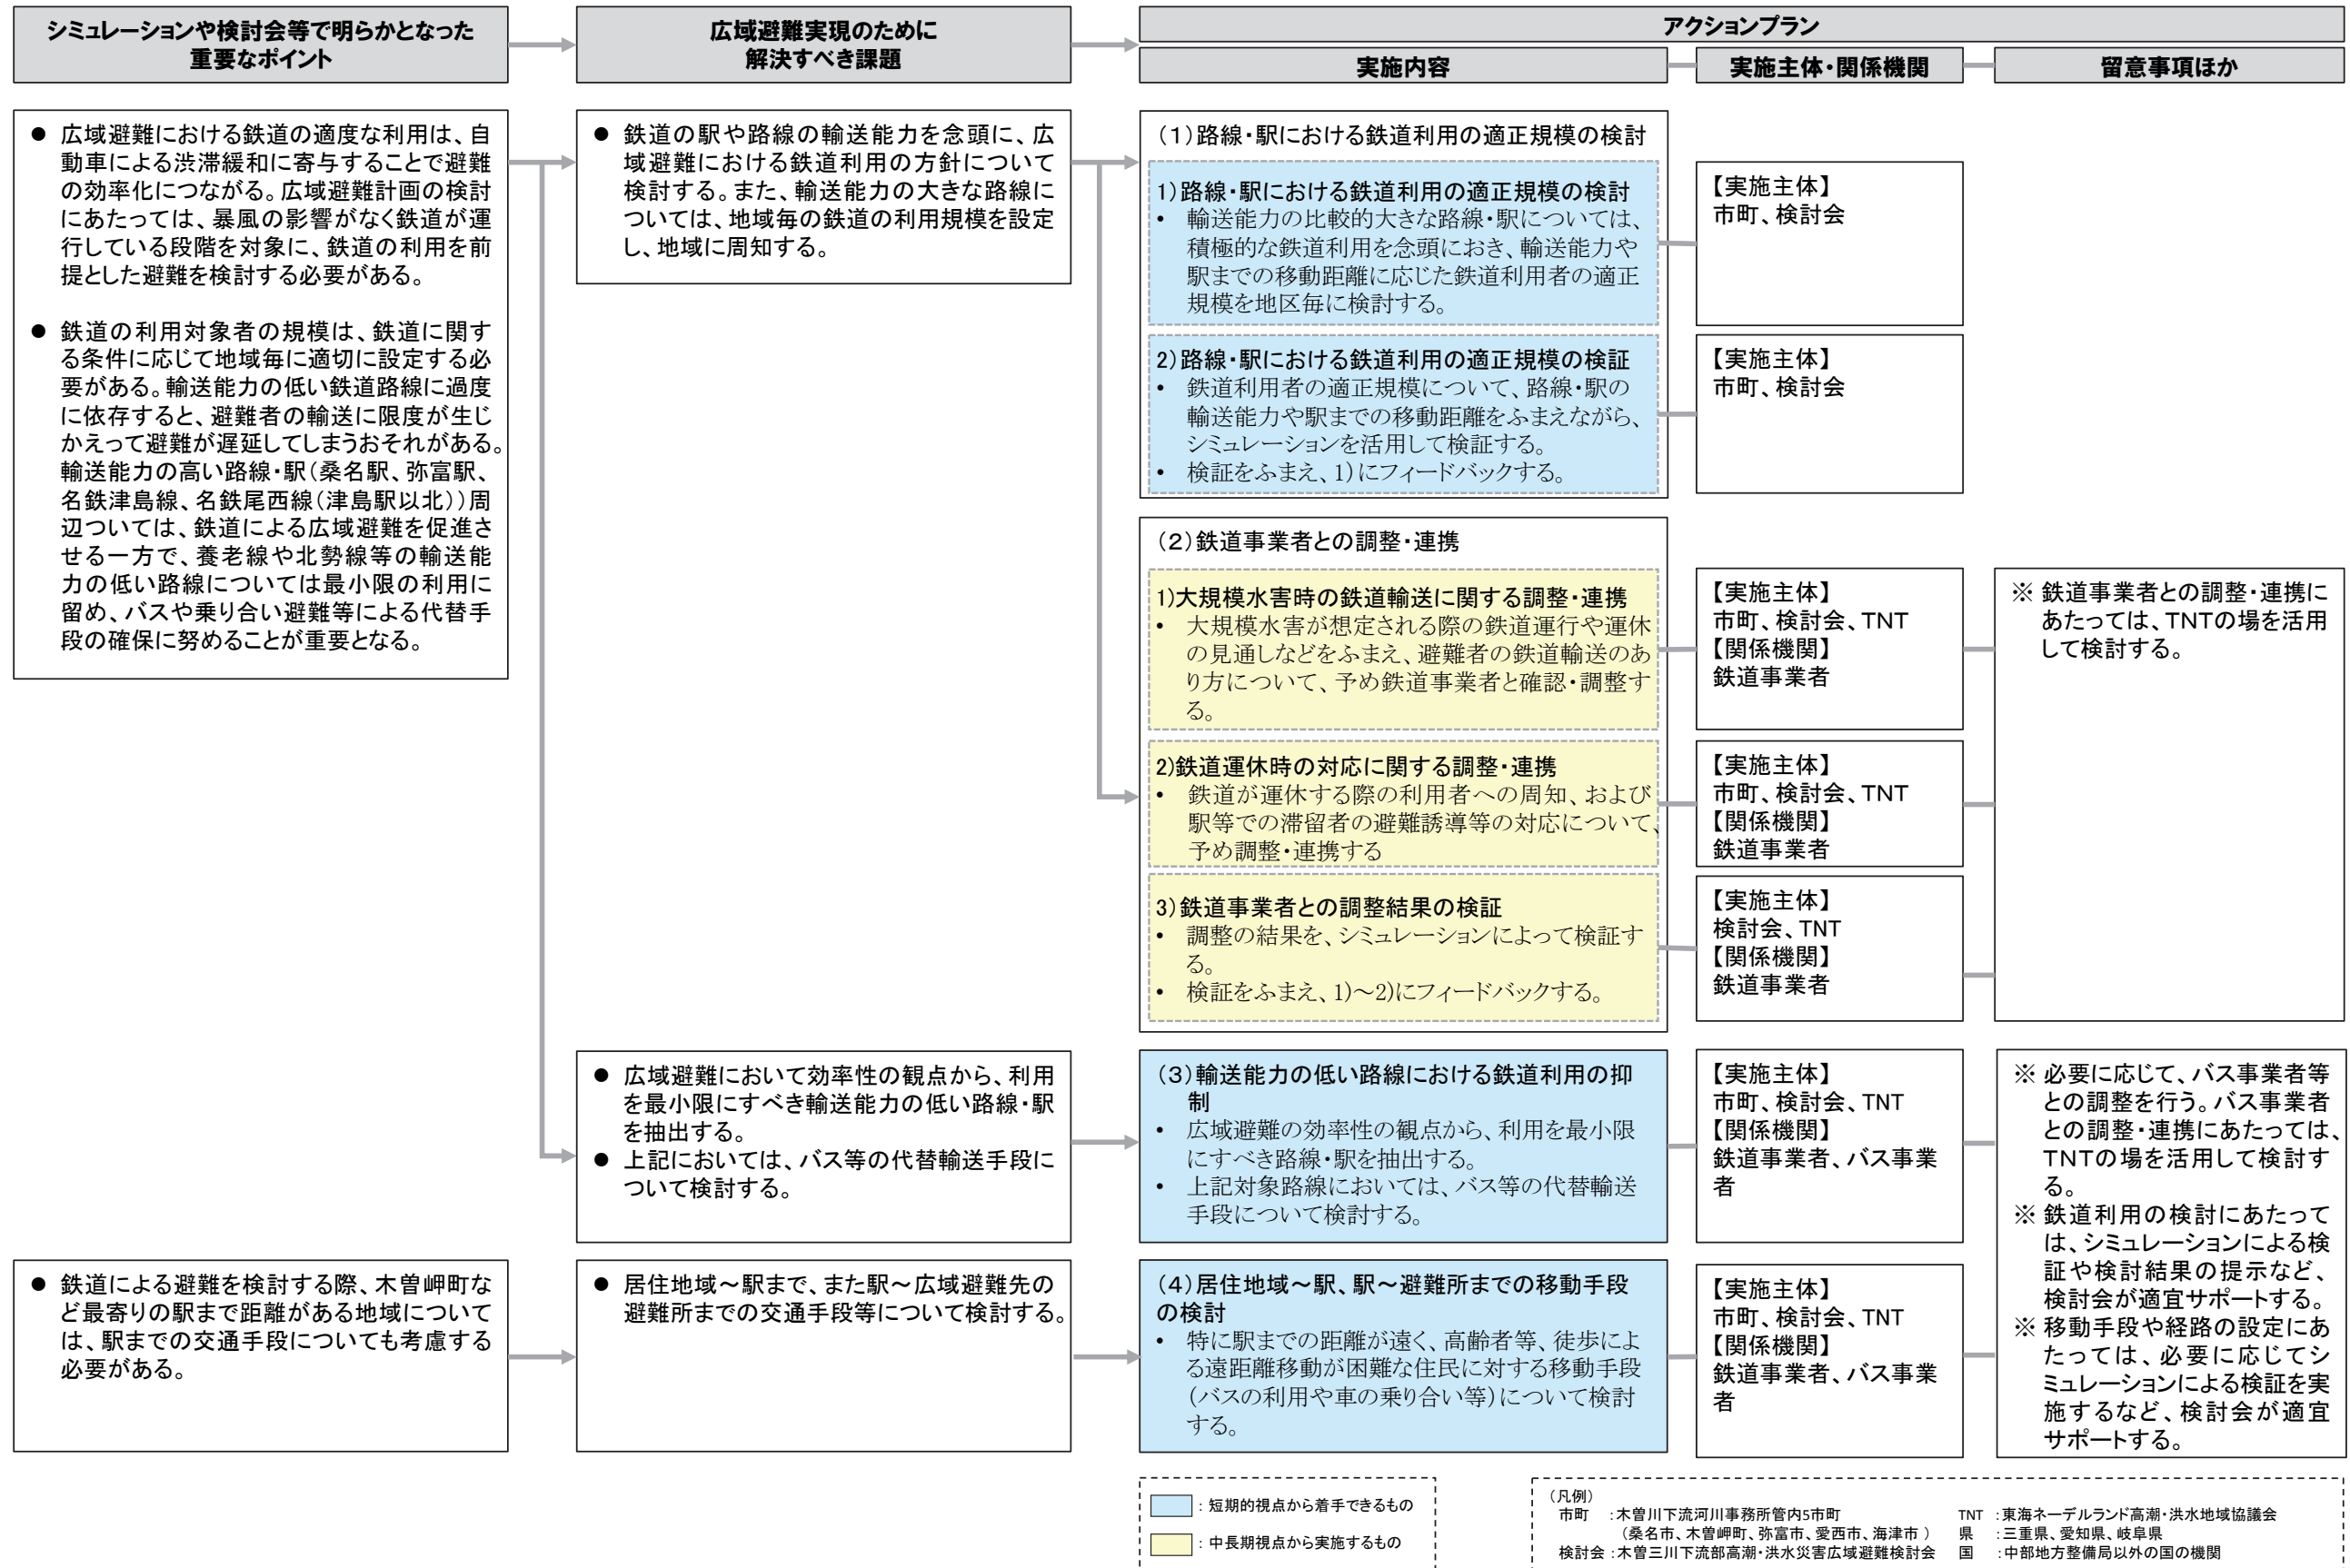 シミュレーションや検討会等で明らかとなった
重要なポイント
広域避難実現のために
解決すべき課題
アクションプラン
実施内容
実施主体・関係機関
留意事項ほか
● 広域避難における鉄道の適度な利用は、自
動車による渋滞緩和に寄与することで避難
の効率化につながる。広域避難計画の検討
にあたっては、暴風の影響がなく鉄道が運
行している段階を対象に、鉄道の利用を前
提とした避難を検討する必要がある。
● 鉄道の利用対象者の規模は、鉄道に関す
る条件に応じて地域毎に適切に設定する必
要がある。輸送能力の低い鉄道路線に過度
に依存すると、避難者の輸送に限度が生じ
かえって避難が遅延してしまうおそれがある。
輸送能力の高い路線・駅(桑名駅、弥富駅、
名鉄津島線、名鉄尾西線(津島駅以北))周
辺ついては、鉄道による広域避難を促進さ
せる一方で、養老線や北勢線等の輸送能
力の低い路線については最小限の利用に
留め、バスや乗り合い避難等による代替手
段の確保に努めることが重要となる。
● 鉄道の駅や路線の輸送能力を念頭に、広
域避難における鉄道利用の方針について
検討する。また、輸送能力の大きな路線に
ついては、地域毎の鉄道の利用規模を設定
し、地域に周知する。
(1)路線・駅における鉄道利用の適正規模の検討
1)路線・駅における鉄道利用の適正規模の検討
・ 輸送能力の比較的大きな路線・駅については、
積極的な鉄道利用を念頭におき、輸送能力や
駅までの移動距離に応じた鉄道利用者の適正
規模を地区毎に検討する。
【実施主体】
市町、検討会
2)路線・駅における鉄道利用の適正規模の検証
・ 鉄道利用者の適正規模について、路線・駅の
輸送能力や駅までの移動距離をふまえながら、
シミュレーションを活用して検証する。
・ 検証をふまえ、1)にフィードバックする。
【実施主体】
市町、検討会
(2)鉄道事業者との調整・連携
1)大規模水害時の鉄道輸送に関する調整・連携
・ 大規模水害が想定される際の鉄道運行や運休
の見通しなどをふまえ、避難者の鉄道輸送のあ
り方について、予め鉄道事業者と確認・調整す
る。
【実施主体】
市町、検討会、TNT
【関係機関】
鉄道事業者
※ 鉄道事業者との調整・連携に
あたっては、TNTの場を活用
して検討する。
2)鉄道運休時の対応に関する調整・連携
・ 鉄道が運休する際の利用者への周知、および
駅等での滞留者の避難誘導等の対応について、
予め調整・連携する
【実施主体】
市町、検討会、TNT
【関係機関】
鉄道事業者
3)鉄道事業者との調整結果の検証
・ 調整の結果を、シミュレーションによって検証す
る。
・ 検証をふまえ、1)～2)にフィードバックする。
【実施主体】
検討会、TNT
【関係機関】
鉄道事業者
● 広域避難において効率性の観点から、利用
を最小限にすべき輸送能力の低い路線・駅
を抽出する。
● 上記においては、バス等の代替輸送手段に
ついて検討する。
(3)輸送能力の低い路線における鉄道利用の抑
制
・ 広域避難の効率性の観点から、利用を最小限
にすべき路線・駅を抽出する。
・ 上記対象路線においては、バス等の代替輸送
手段について検討する。
【実施主体】
市町、検討会、TNT
【関係機関】
鉄道事業者、バス事業
者
※ 必要に応じて、バス事業者等
との調整を行う。バス事業者
との調整・連携にあたっては、
TNTの場を活用して検討す
る。
※ 鉄道利用の検討にあたって
は、シミュレーションによる検
証や検討結果の提示など、
検討会が適宜サポートする。
※ 移動手段や経路の設定にあ
たっては、必要に応じてシ
ミュレーションによる検証を実
施するなど、検討会が適宜
サポートする。
● 鉄道による避難を検討する際、木曽岬町な
ど最寄りの駅まで距離がある地域について
は、駅までの交通手段についても考慮する
必要がある。
● 居住地域～駅まで、また駅～広域避難先の
避難所までの交通手段等について検討する。
(4)居住地域～駅、駅～避難所までの移動手段
の検討
・ 特に駅までの距離が遠く、高齢者等、徒歩によ
る遠距離移動が困難な住民に対する移動手段
(バスの利用や車の乗り合い等)について検討
する。
【実施主体】
市町、検討会、TNT
【関係機関】
鉄道事業者、バス事業
者
：短期的視点から着手できるもの
：中長期視点から実施するもの
(凡例)
市町 ：木曽川下流河川事務所管内5市町
(桑名市、木曽岬町、弥富市、愛西市、海津市 )
検討会：木曽三川下流部高潮・洪水災害広域避難検討会
TNT ：東海ネーデルランド高潮・洪水地域協議会
県 ：三重県、愛知県、岐阜県
国 ：中部地方整備局以外の国の機関